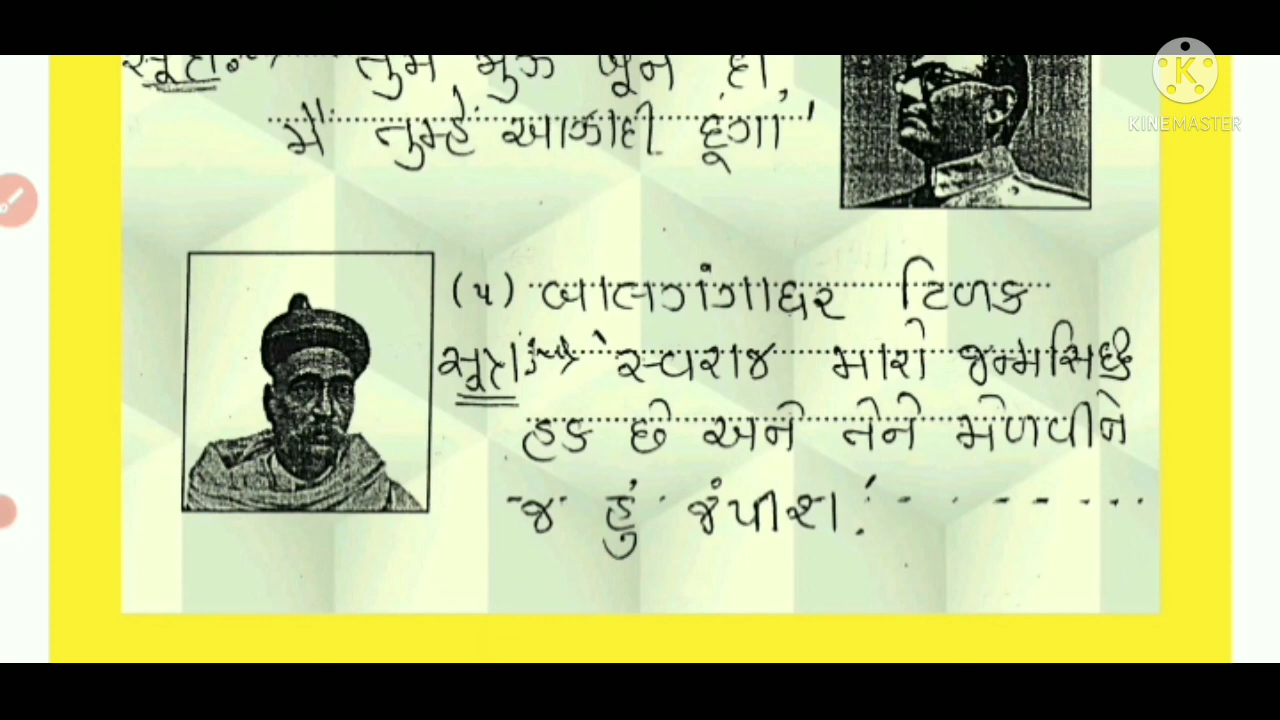 સૂત્ર:→ 'તુમ મુઝે ખૂન દો,
મૈં તુમ્હે આઝાદી દૂંગા'
KINEMASTER
(૫) બાલગંગાધર ટિળક
સૂત્ર:→ 'સ્વરાજ મારો જન્મસિદ્ધ
હક છે અને તેને મેળવીને
જ હું જંપીશ.'